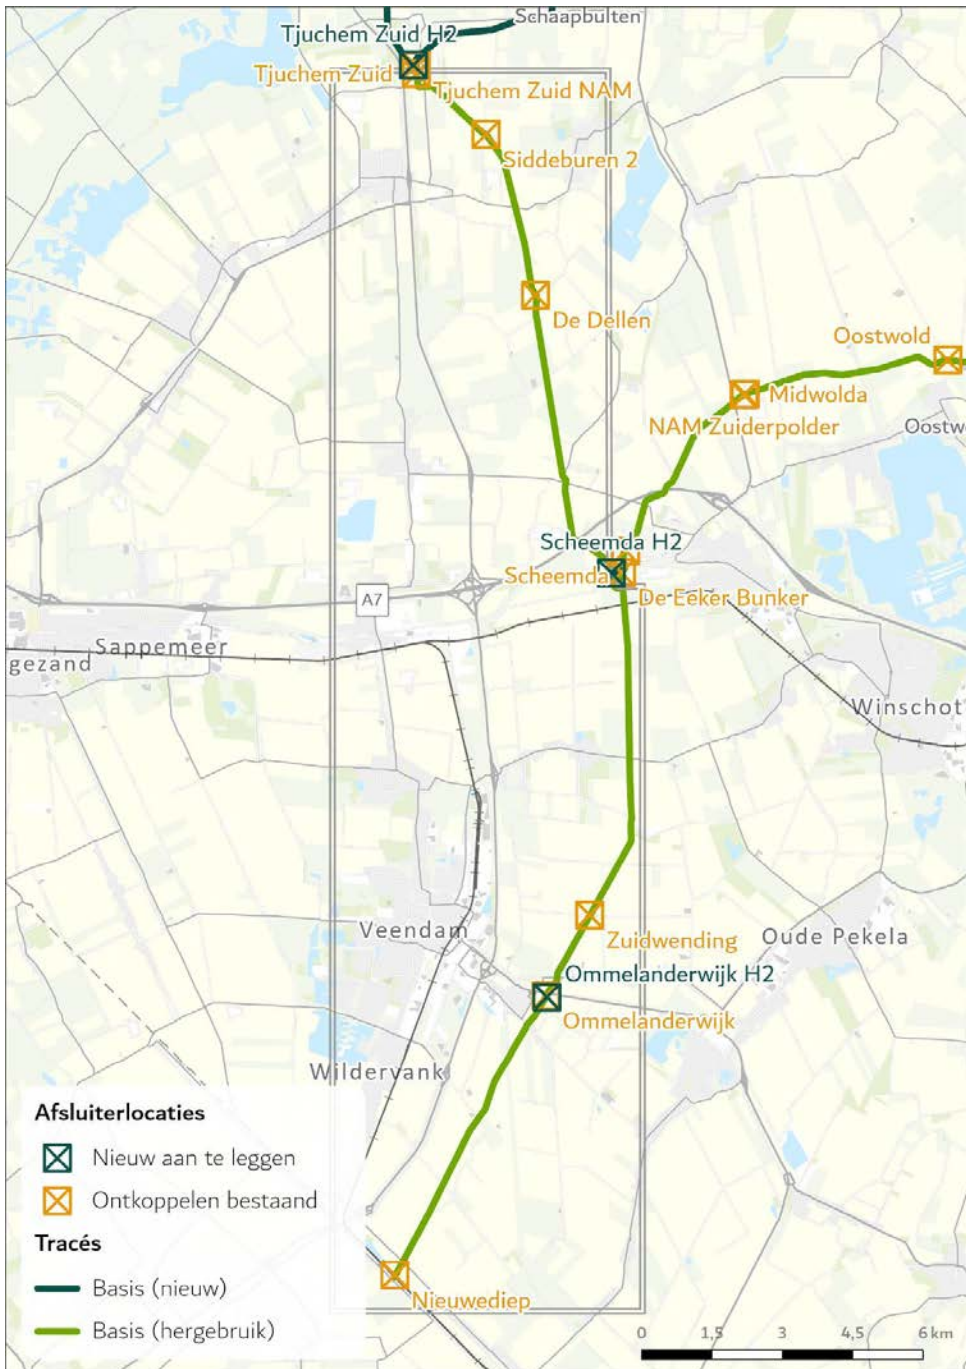 Schaapbulten
Tjuchem Zuid H2
Tjuchem Zuid
Tjuchem Zuid NAM
Siddeburen 2
De Dellen
Oostwold
Midwolda
NAM Zuiderpolder
Oostw
Scheemda H2
Scheemda
De Eeker Bunker
A7
Sappemeer
gezand
Winschot
Veendam
Zuidwending
Oude Pekela
Ommelanderwijk H2
Ommelanderwijk
Wildervank
Nieuwediep
Afsluiterlocaties
Nieuw aan te leggen
Ontkoppelen bestaand
Tracés
Basis (nieuw)
Basis (hergebruik)
0 1,5 3 4,5 6 km